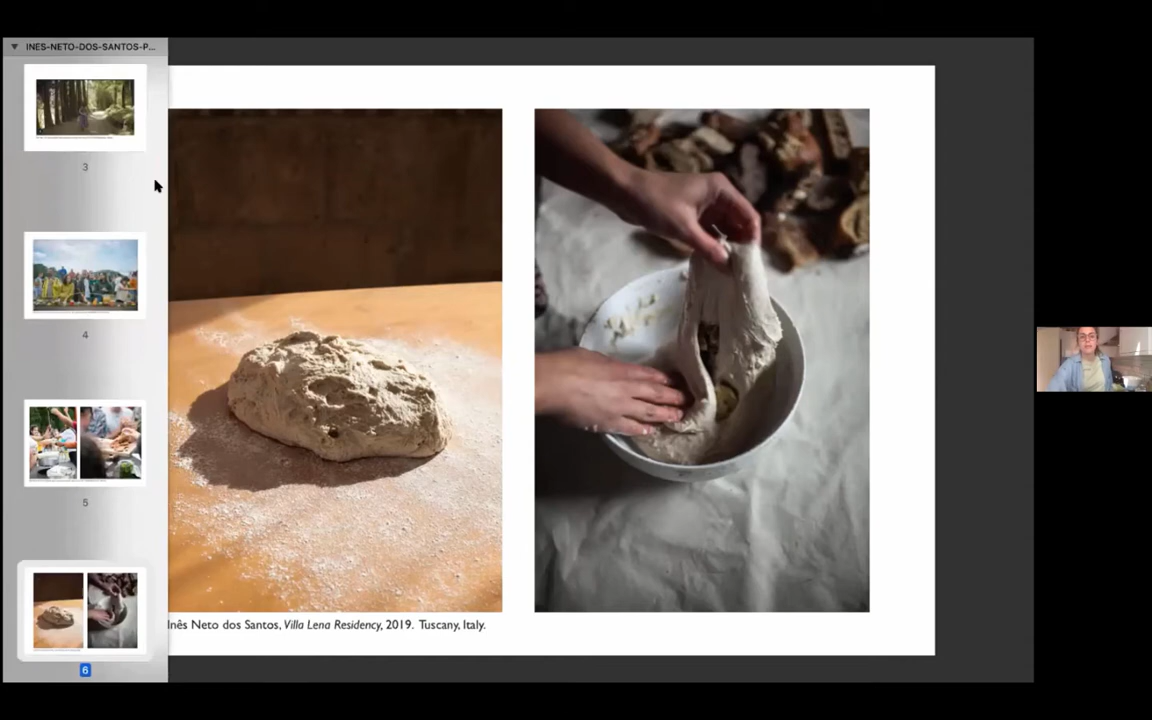 INES-NETO-DOS-SANTOS-P...
3
4
5
6
Inês Neto dos Santos, Villa Lena Residency, 2019. Tuscany, Italy.